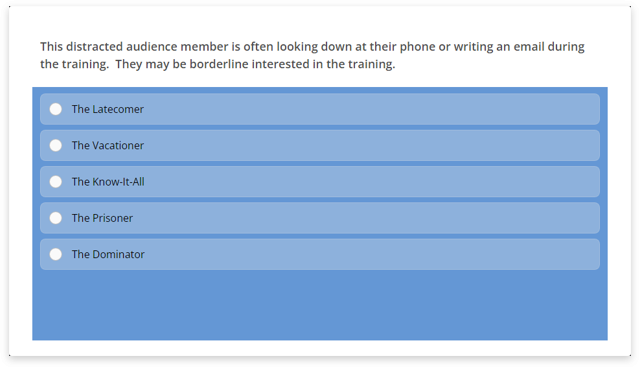 This distracted audience member is often looking down at their phone or writing an email during
the training.  They may be borderline interested in the training.
The Latecomer
The Vacationer
The Know-It-All
The Prisoner
The Dominator